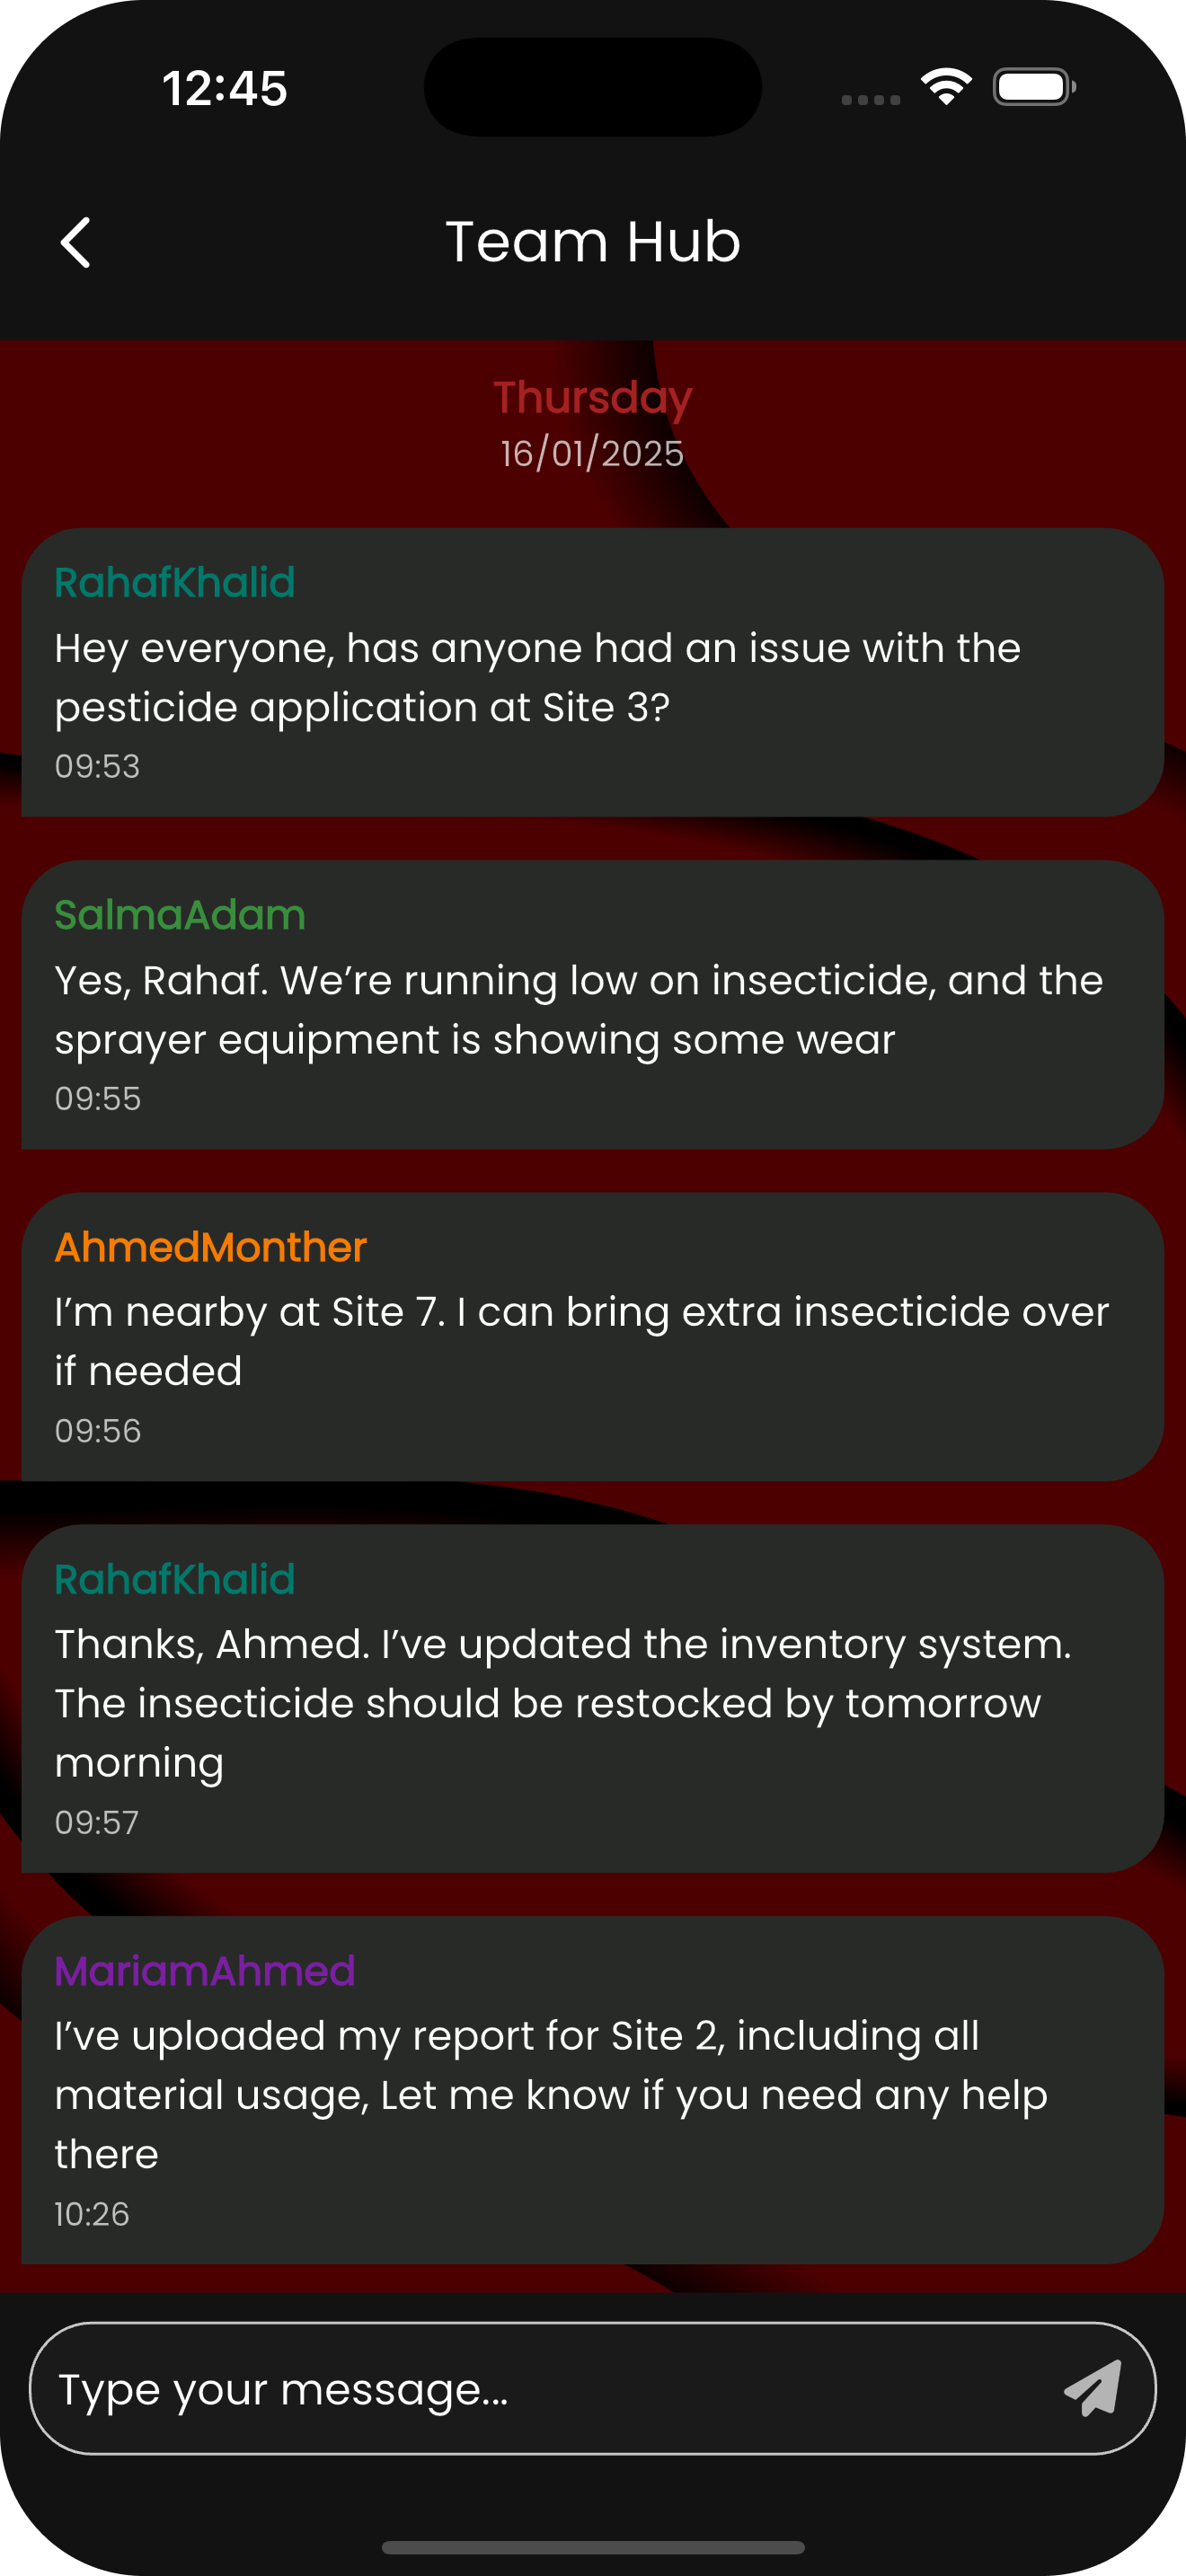 12:45
Team Hub
Thursday
16/01/2025
RahafKhalid
Hey everyone, has anyone had an issue with the
pesticide application at Site 3?
09:53
SalmaAdam
Yes, Rahaf. We’re running low on insecticide, and the
sprayer equipment is showing some wear
09:55
AhmedMonther
I’m nearby at Site 7. I can bring extra insecticide over
if needed
09:56
RahafKhalid
Thanks, Ahmed. I’ve updated the inventory system.
The insecticide should be restocked by tomorrow
morning
09:57
MariamAhmed
I’ve uploaded my report for Site 2, including all
material usage, Let me know if you need any help
there
10:26
Type your message...